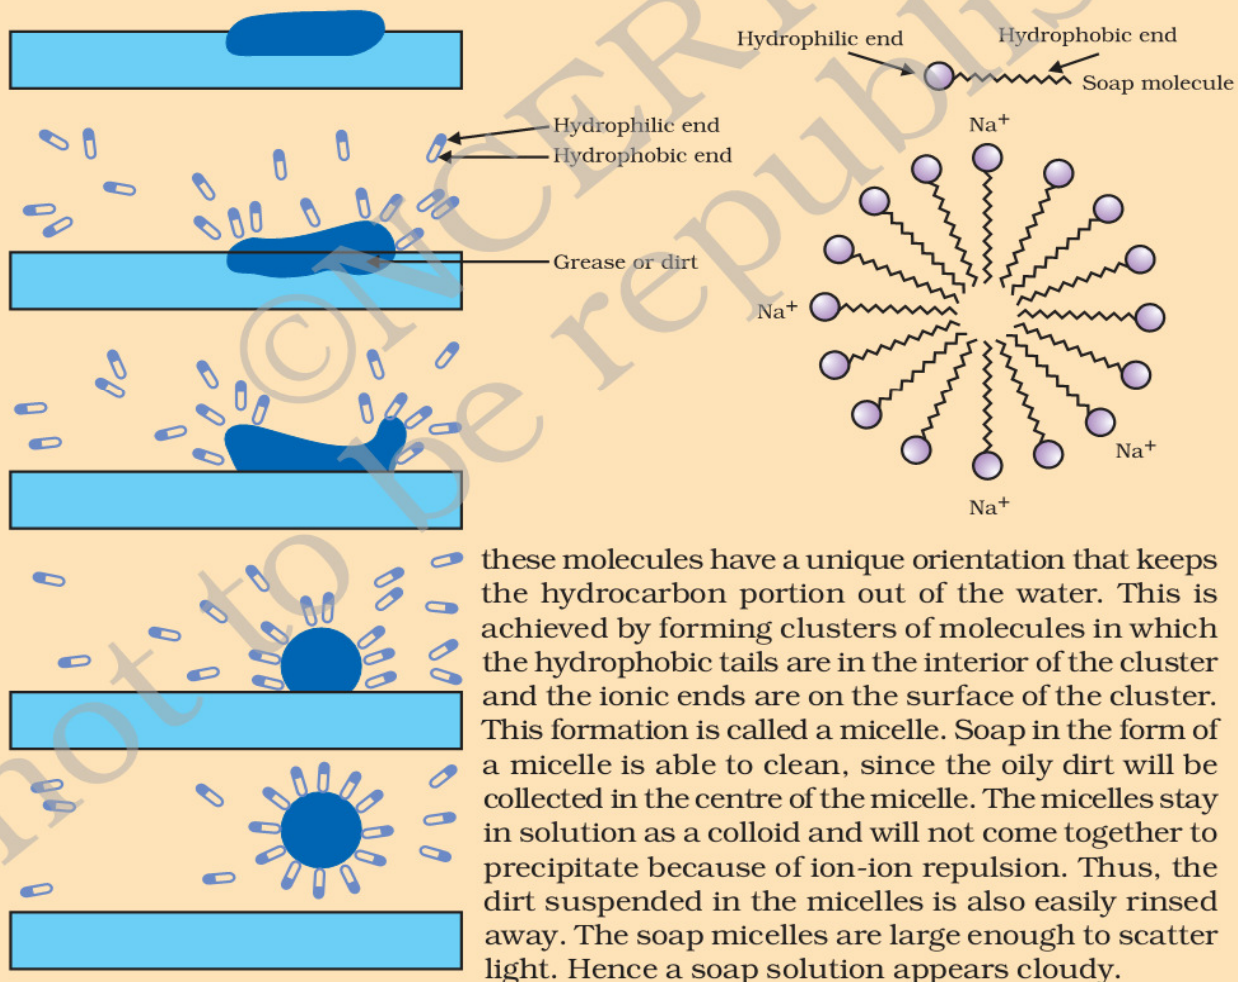 Hydrophilic end
Hydrophobic end
Soap molecule
Na+
Hydrophilic end
Hydrophobic end
Grease or dirt
Na+
Na+
Na+
these molecules have a unique orientation that keeps
the hydrocarbon portion out of the water. This is
achieved by forming clusters of molecules in which
the hydrophobic tails are in the interior of the cluster
and the ionic ends are on the surface of the cluster.
This formation is called a micelle. Soap in the form of
a micelle is able to clean, since the oily dirt will be
collected in the centre of the micelle. The micelles stay
in solution as a colloid and will not come together to
precipitate because of ion-ion repulsion. Thus, the
dirt suspended in the micelles is also easily rinsed
away. The soap micelles are large enough to scatter
light. Hence a soap solution appears cloudy.
©NCERT
not to be republis